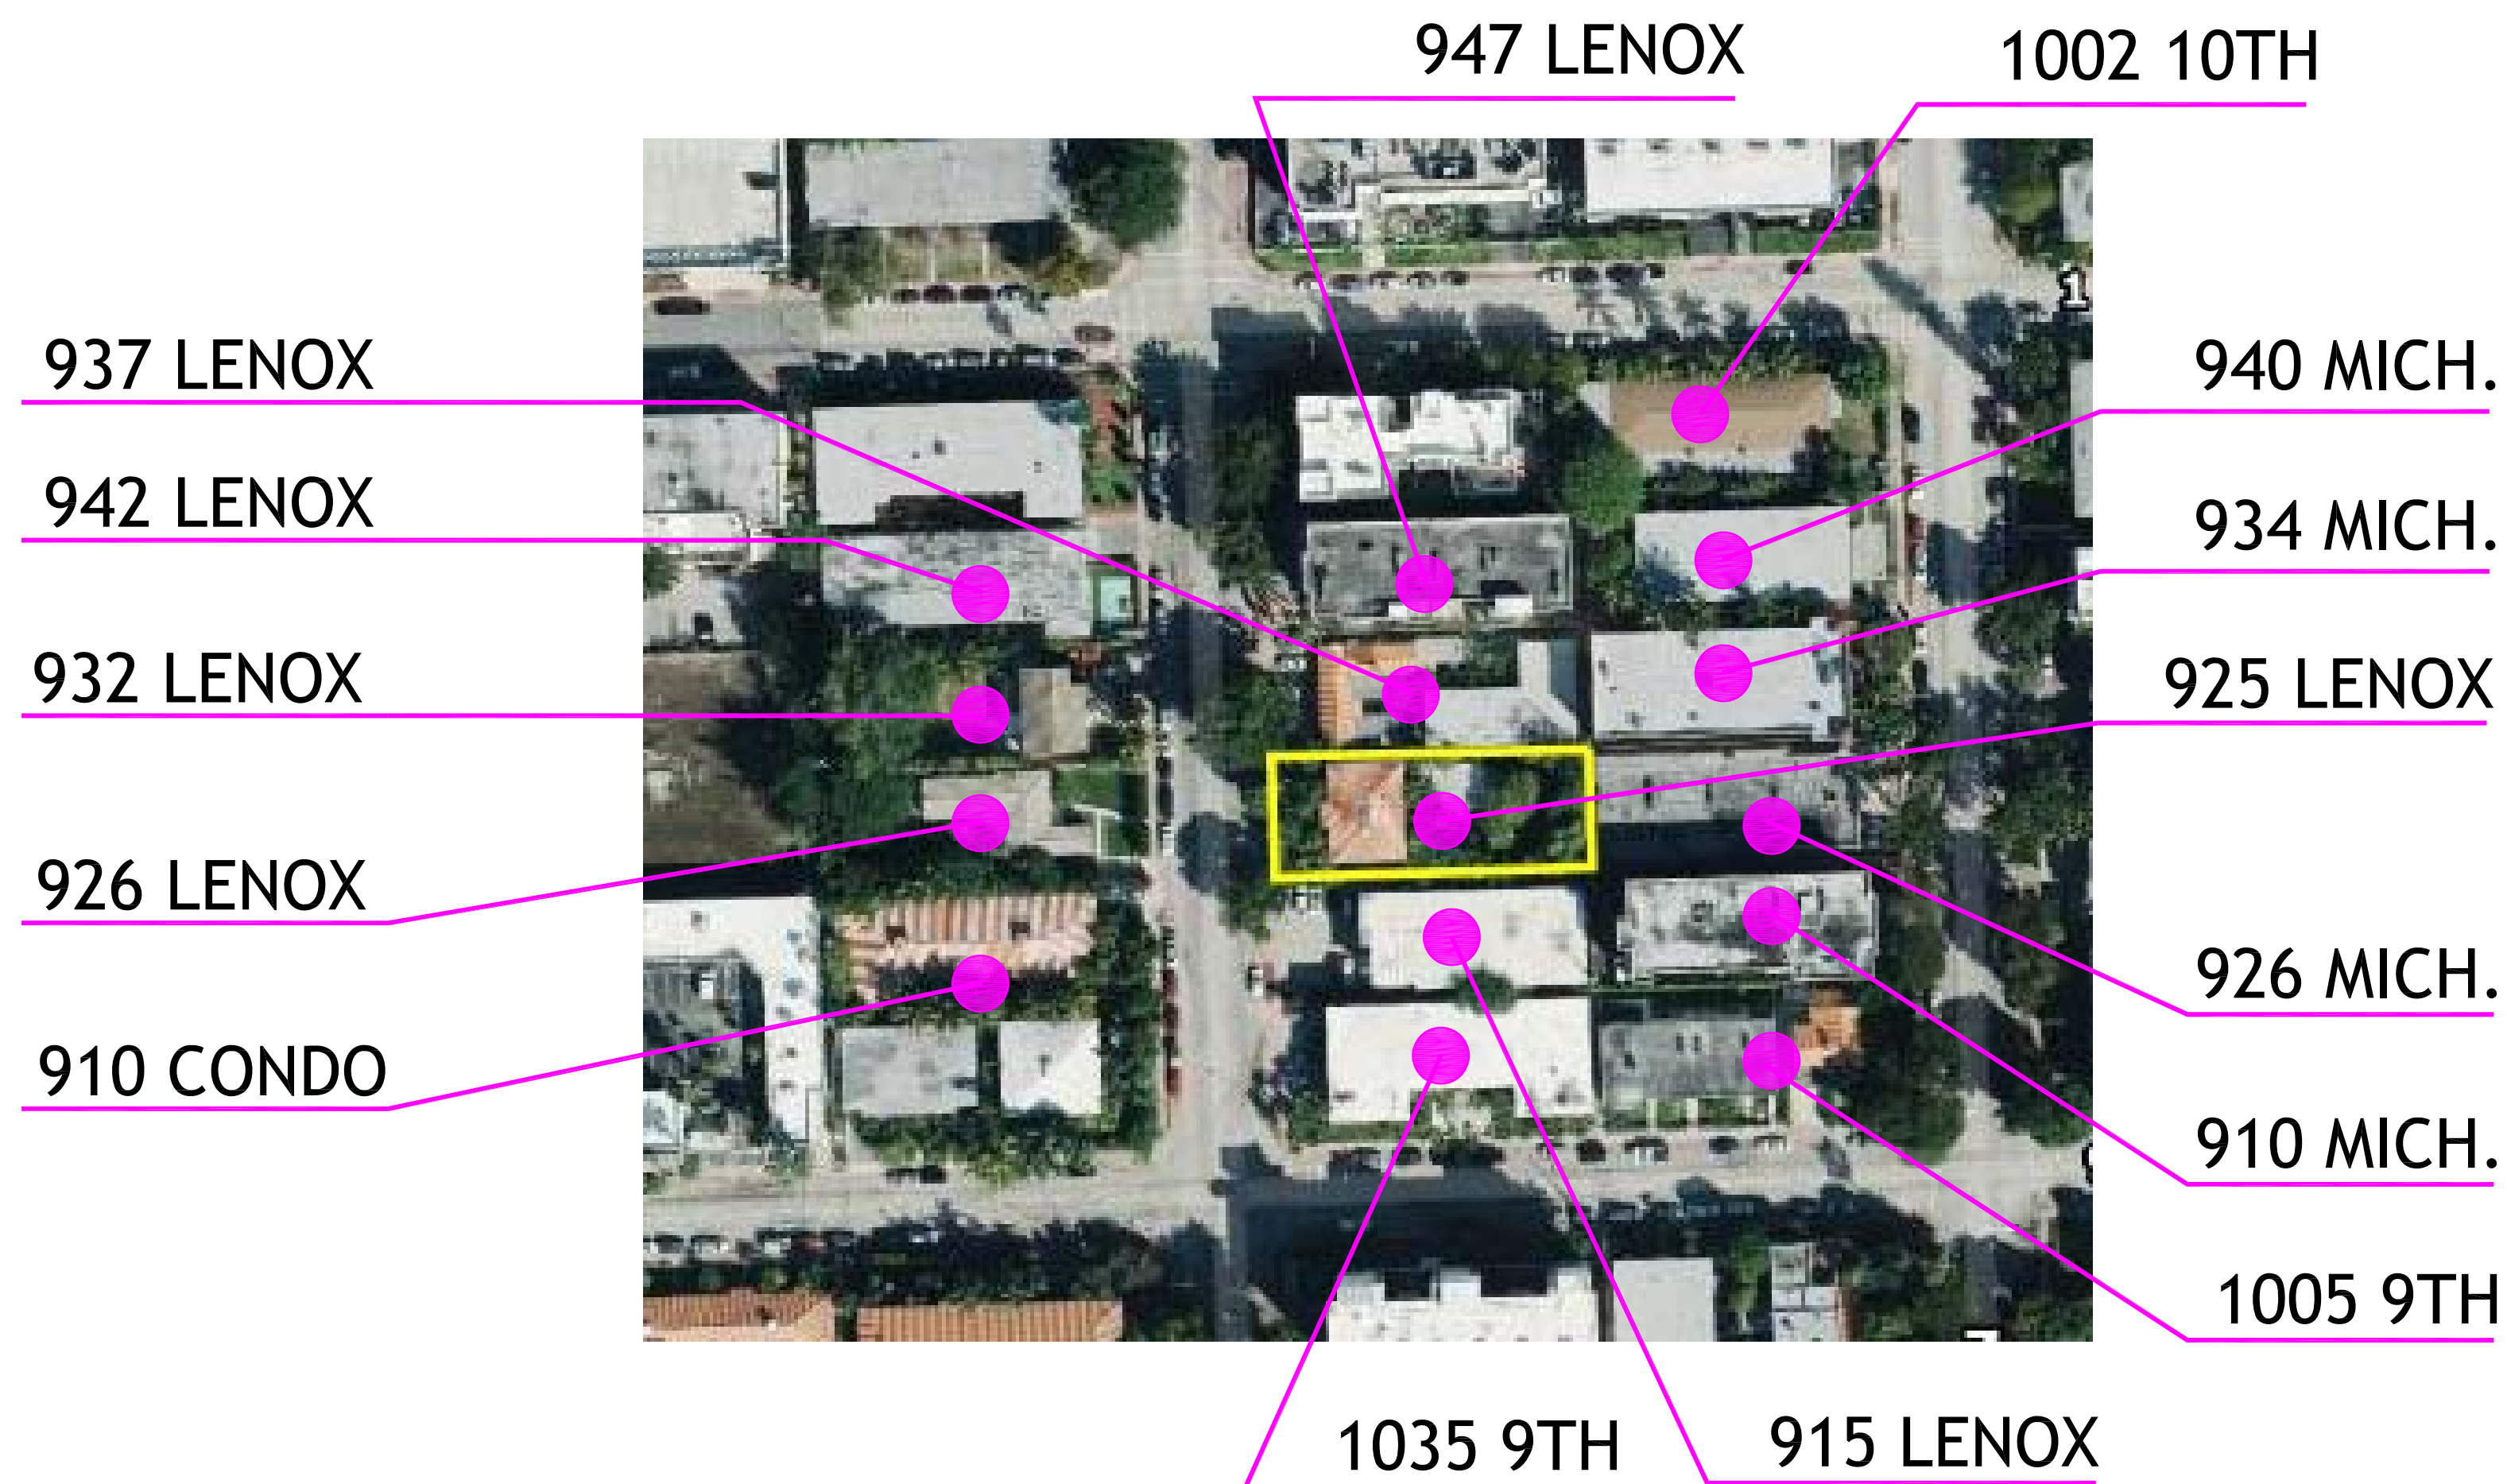 947 LENOX
1002 10TH
1
937 LENOX
940 MICH.
942 LENOX
934 MICH.
932 LENOX
925 LENOX
926 LENOX
926 MICH.
910 CONDO
910 MICH.
1005 9TH
1035 9TH
915 LENOX